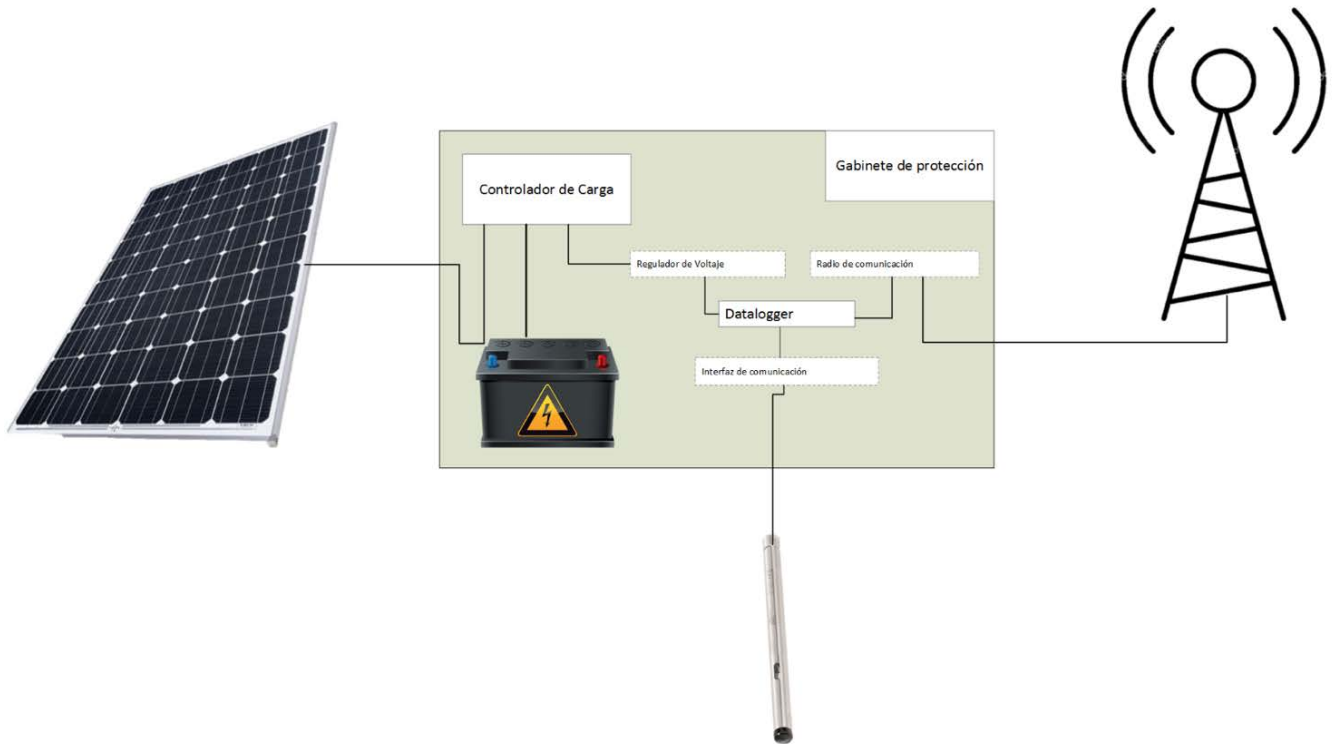 Gabinete de protección
Controlador de Carga
Regulador de Voltaje
Radio de comunicación
Datalogger
Interfaz de comunicación